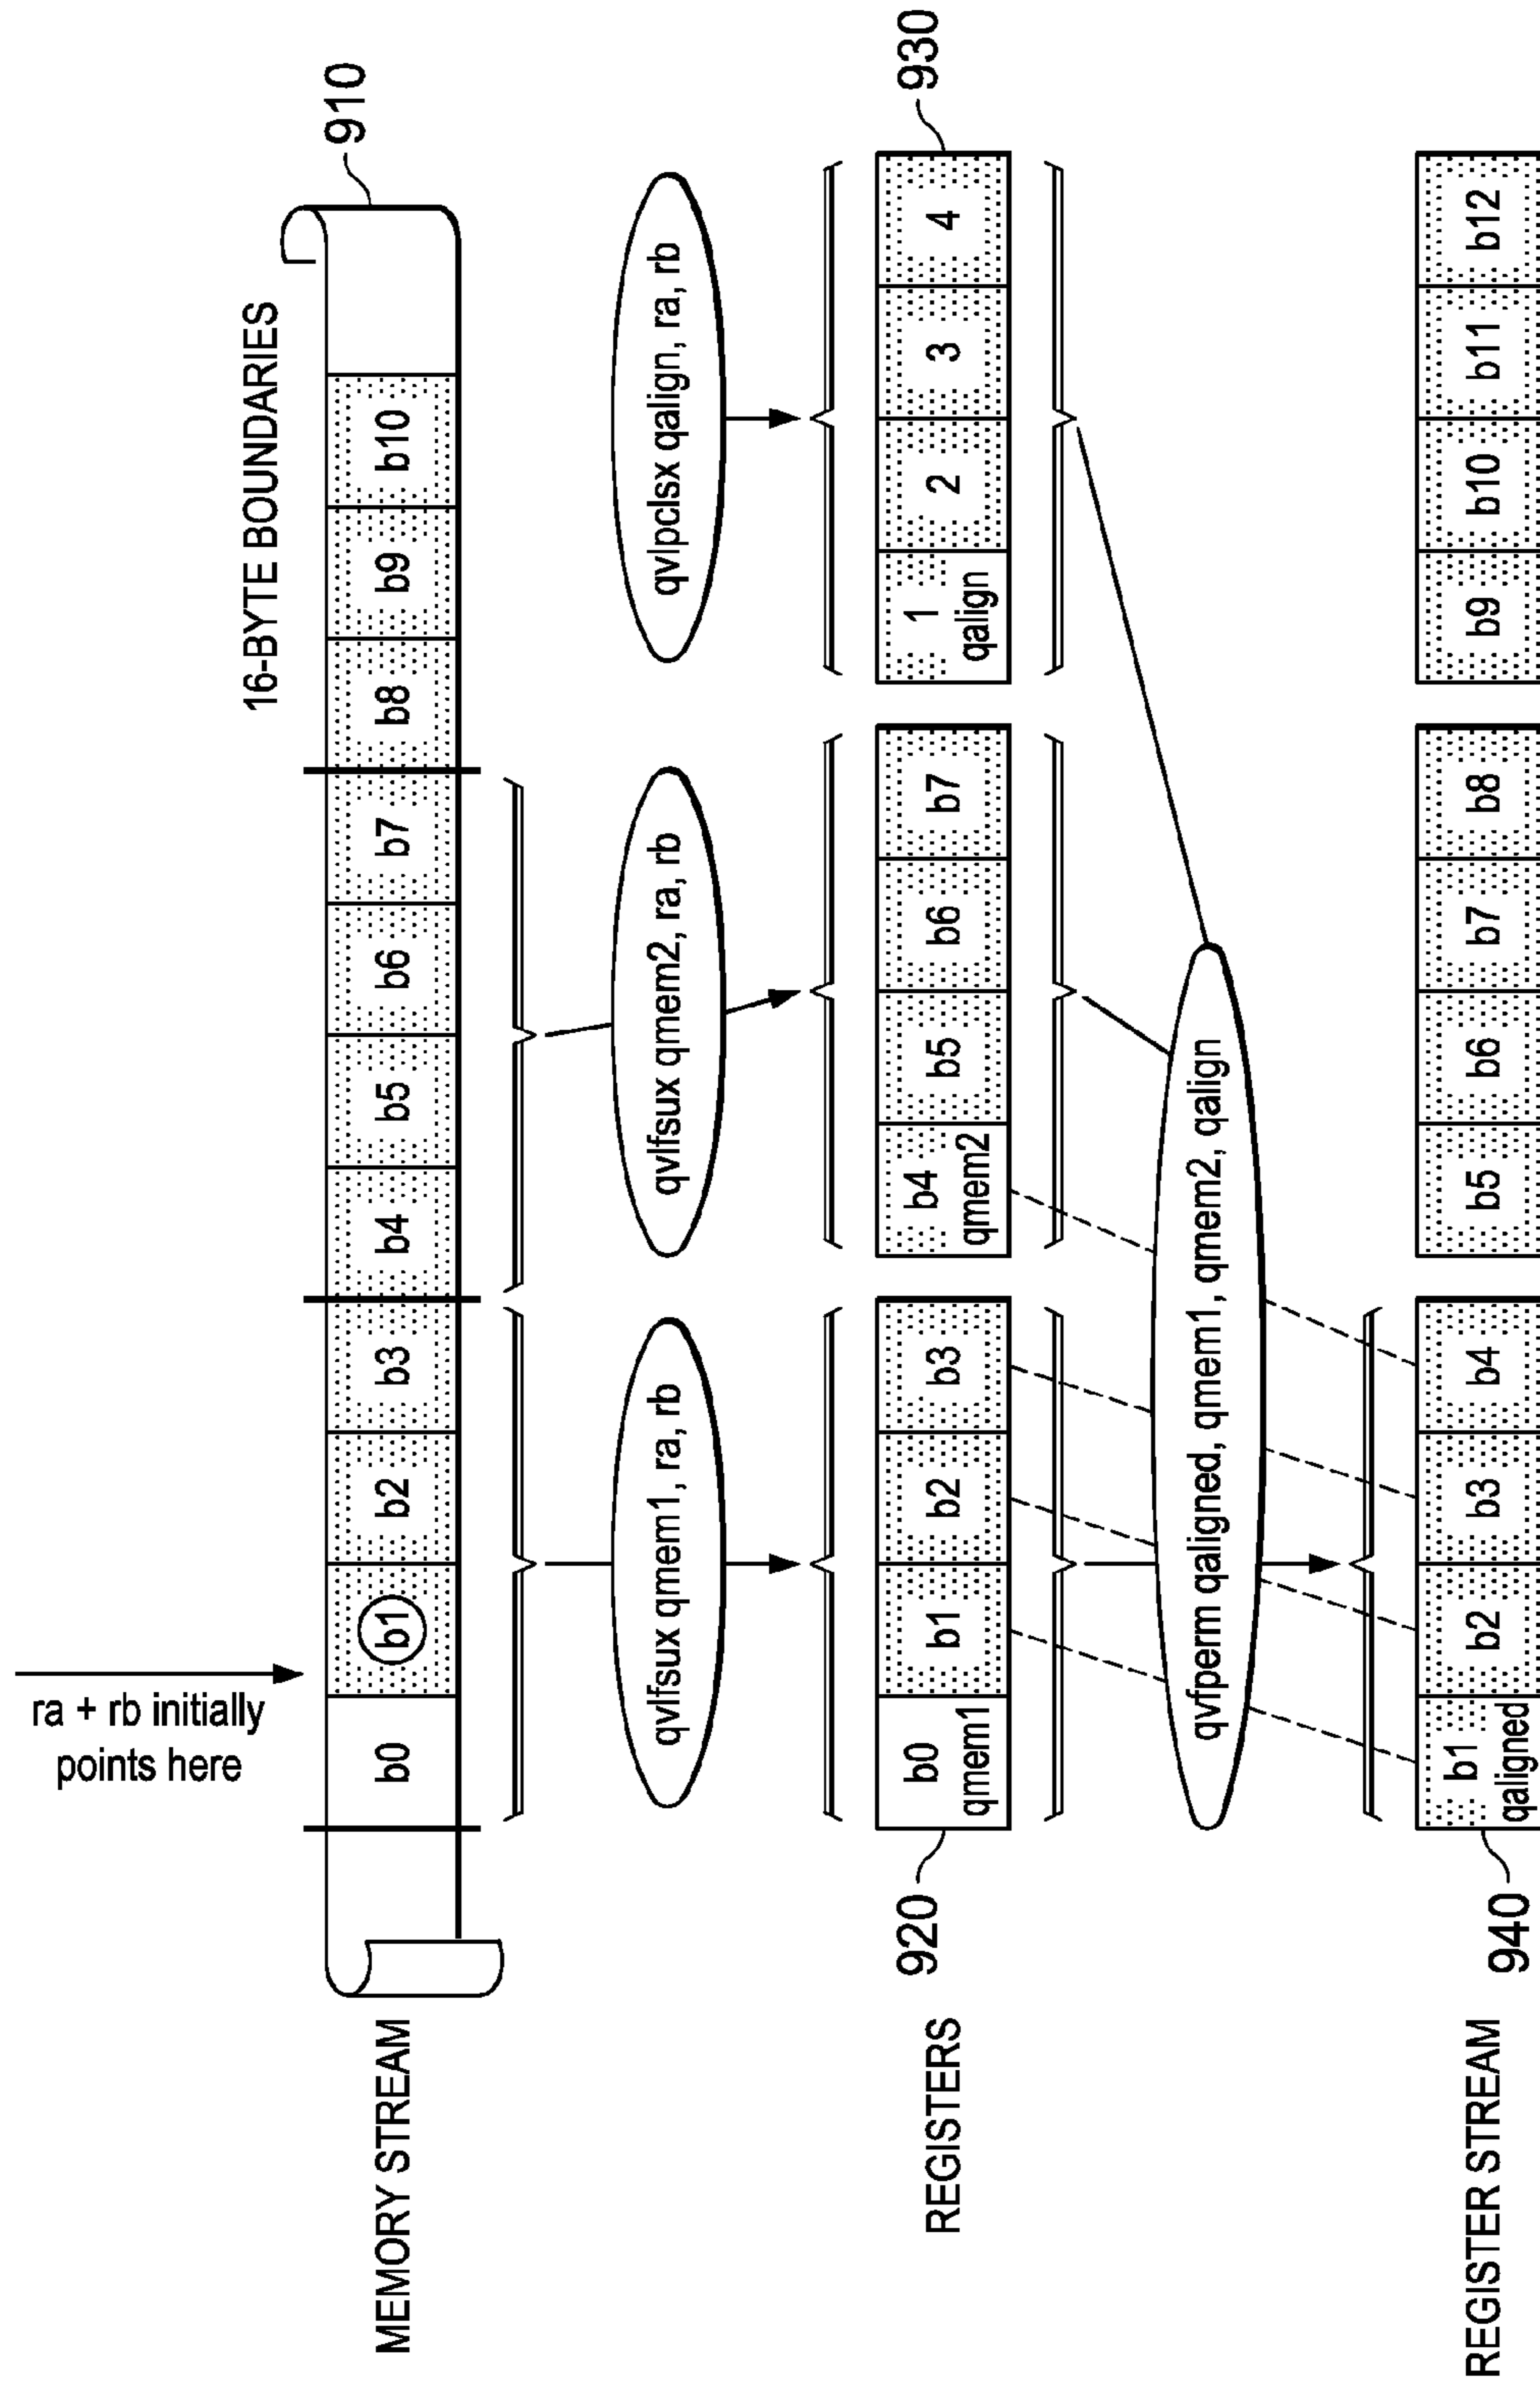 ra + rb initially
points here
16-BYTE BOUNDARIES
910
MEMORY STREAM
b0 b1 b2 b3 b4 b5 b6 b7 b8 b9 b10
qvlfsux qmem1, ra, rb
qvlfsux qmem2, ra, rb
qvlpclsx qalign, ra, rb
REGISTERS
920
b0 b1 b2 b3
qmem1
b4 b5 b6 b7
qmem2
1 2 3 4
qalign
930
qvfperm qaligned, qmem1, qmem2, qalign
REGISTER STREAM
940
b1 b2 b3 b4
qaligned
b5 b6 b7 b8
b9 b10 b11 b12